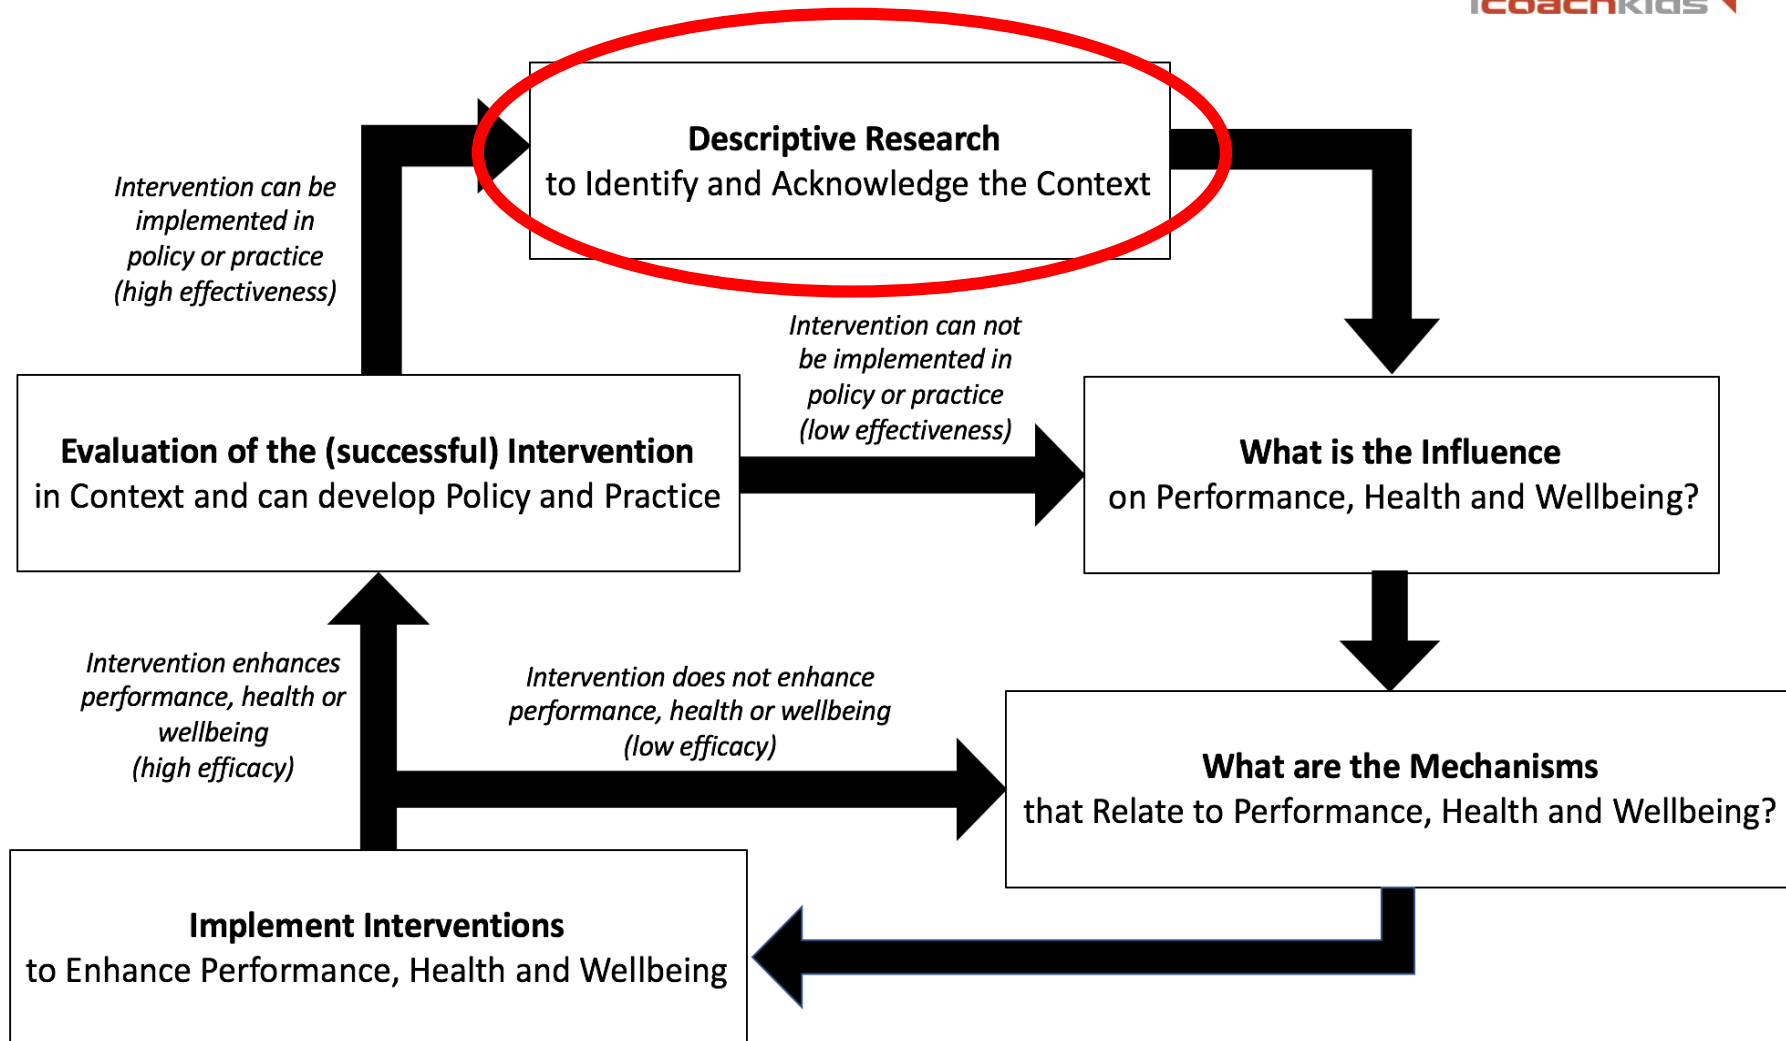 icoachkids
Descriptive Research
to Identify and Acknowledge the Context
Intervention can be
implemented in
policy or practice
(high effectiveness)
Intervention can not
be implemented in
policy or practice
(low effectiveness)
Evaluation of the (successful) Intervention
in Context and can develop Policy and Practice
What is the Influence
on Performance, Health and Wellbeing?
Intervention enhances
performance, health or
wellbeing
(high efficacy)
Intervention does not enhance
performance, health or wellbeing
(low efficacy)
What are the Mechanisms
that Relate to Performance, Health and Wellbeing?
Implement Interventions
to Enhance Performance, Health and Wellbeing